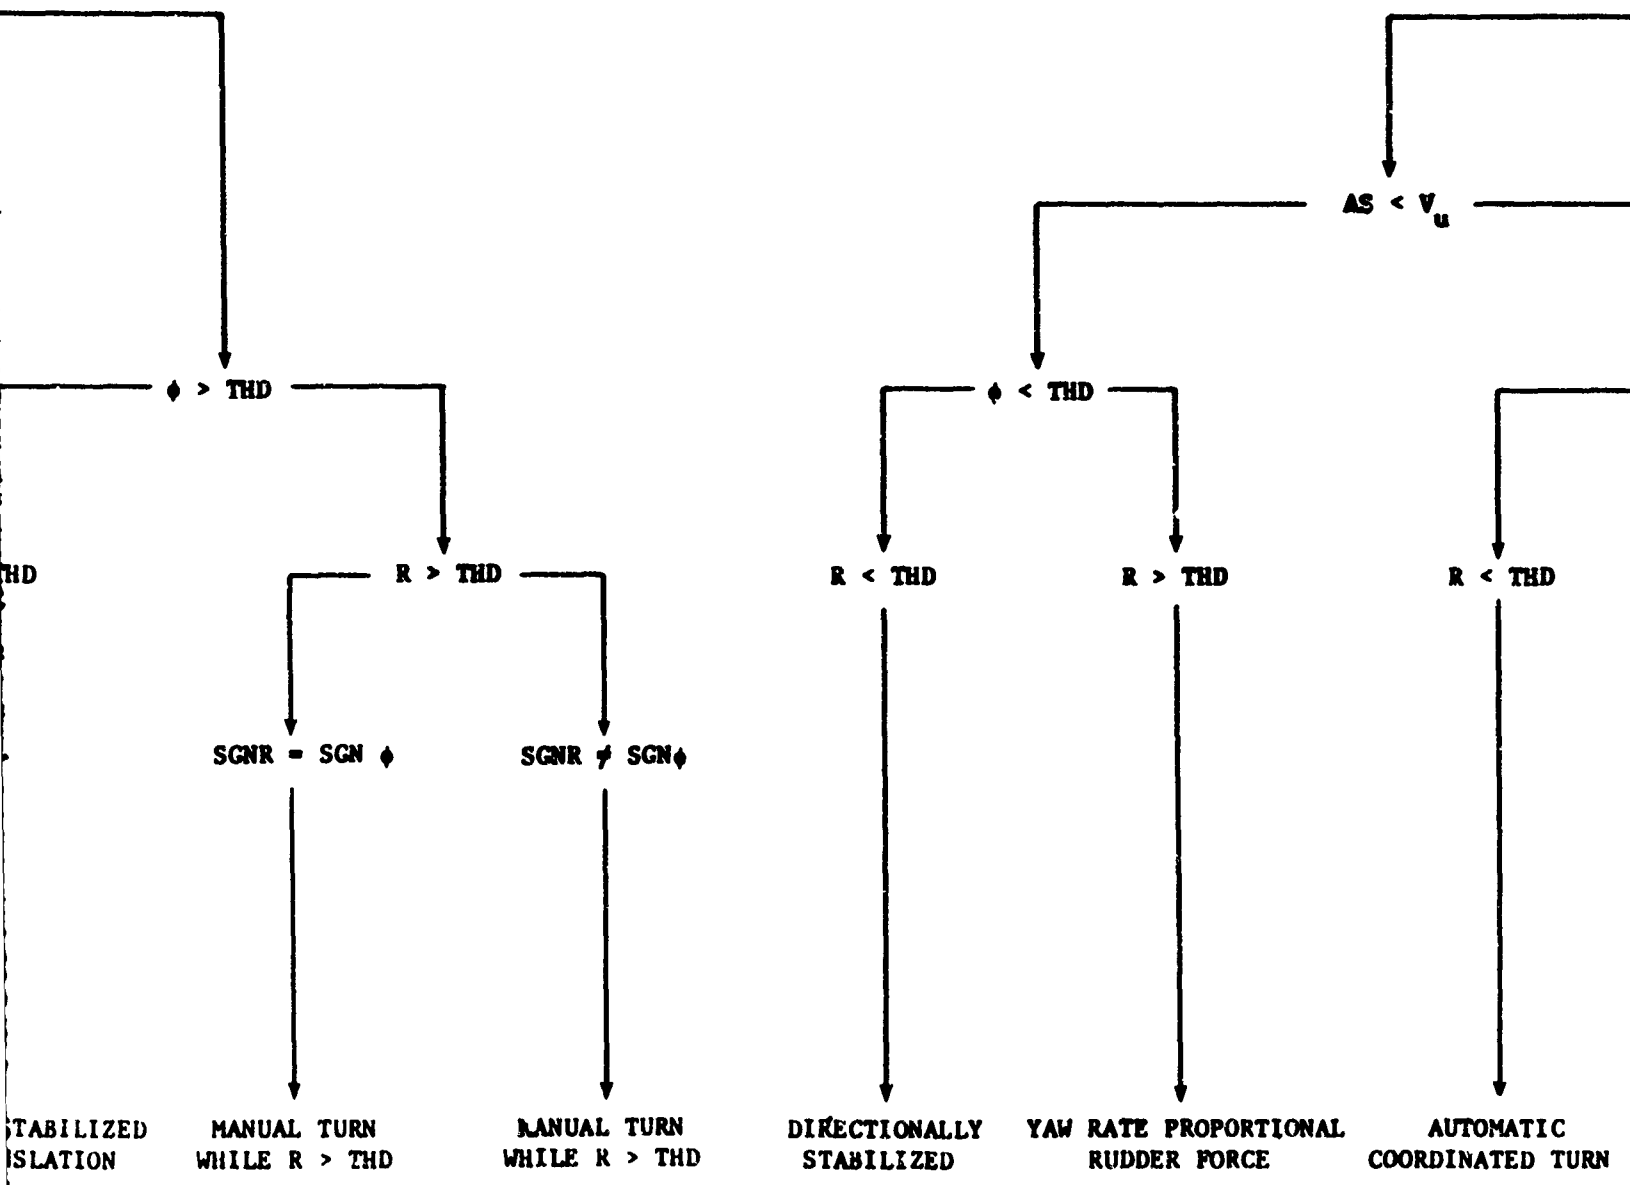 AS < Vu
ϕ > THD
ϕ < THD
HD
R > THD
R < THD
R > THD
R < THD
SGNR = SGN ϕ
SGNR ≠ SGNϕ
TABILIZED
SLATION
MANUAL TURN
WHILE R > THD
MANUAL TURN
WHILE R > THD
DIRECTIONALLY
STABILIZED
YAW RATE PROPORTIONAL
RUDDER FORCE
AUTOMATIC
COORDINATED TURN